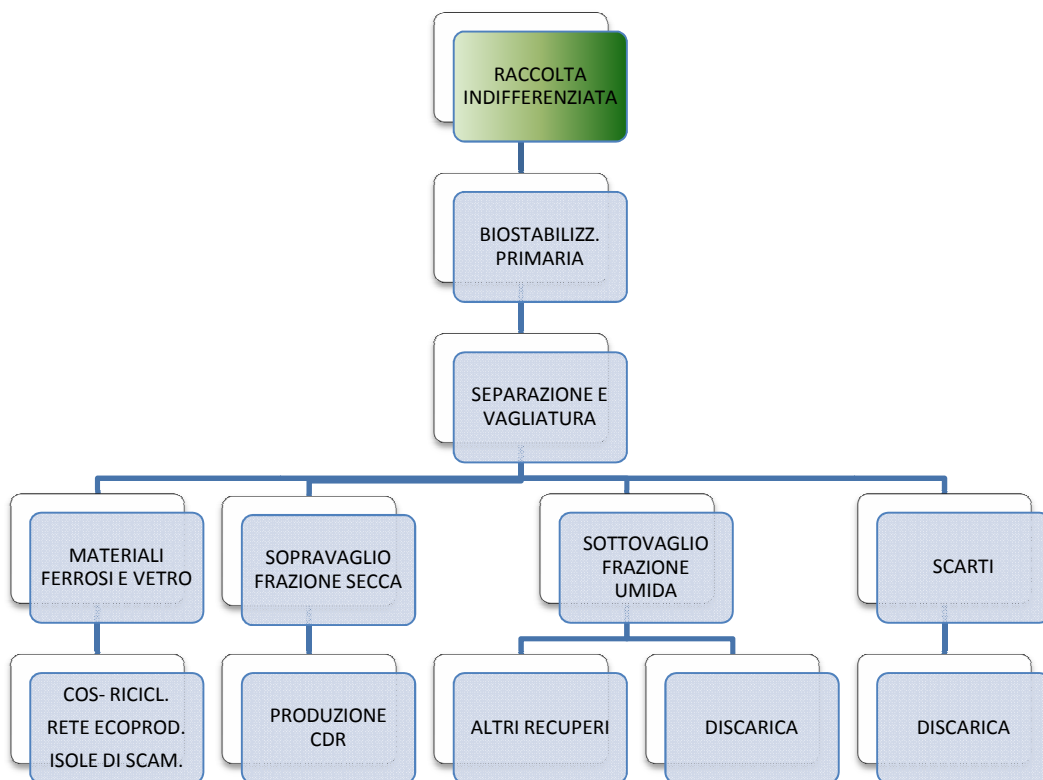 RACCOLTA
INDIFFERENZIATA
BIOSTABILIZZ.
PRIMARIA
SEPARAZIONE E
VAGLIATURA
MATERIALI
FERROSI E VETRO
SOPRAVAGLIO
FRAZIONE SECCA
SOTTOVAGLIO
FRAZIONE
UMIDA
SCARTI
COS- RICICL.
RETE ECOPROD.
ISOLE DI SCAM.
PRODUZIONE
CDR
ALTRI RECUPERI
DISCARICA
DISCARICA